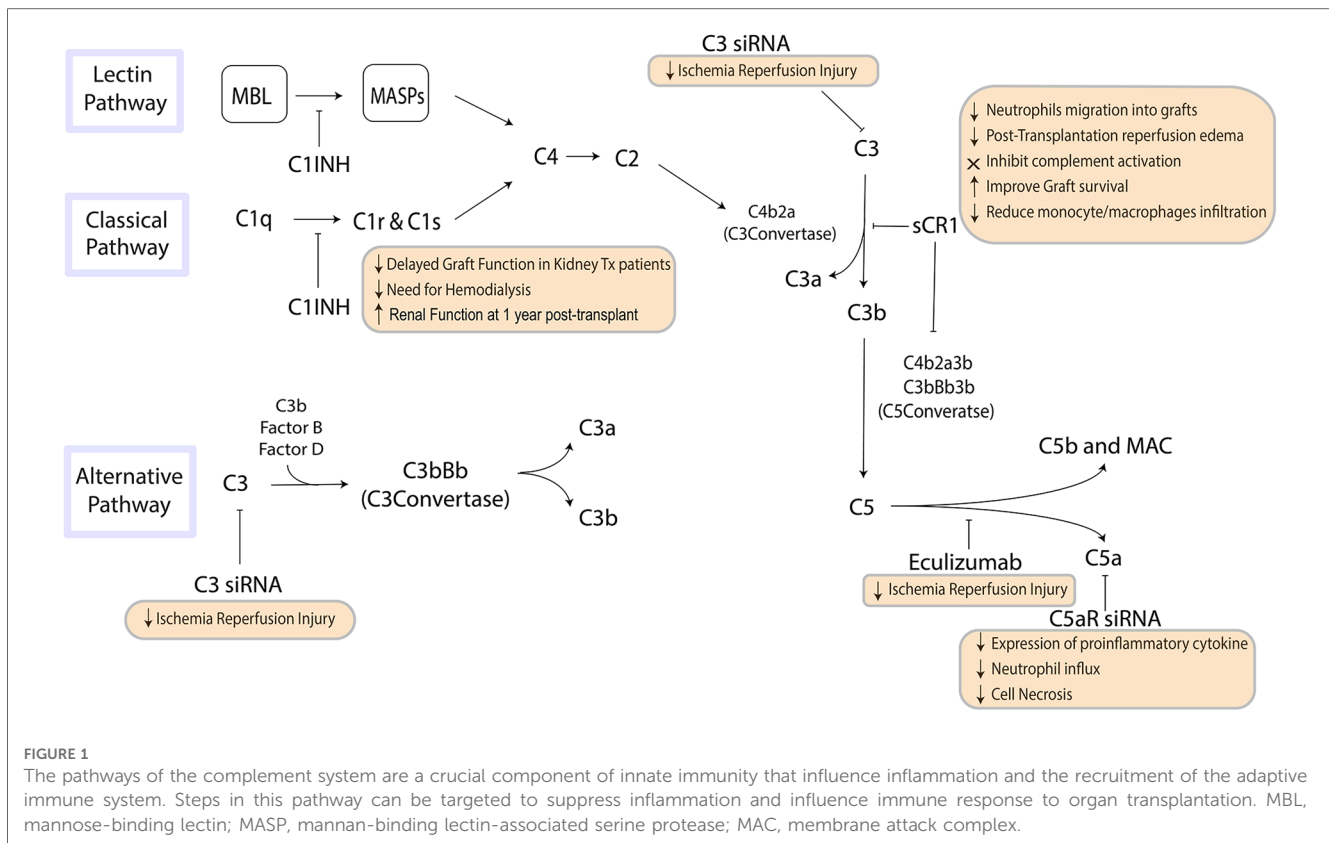 Lectin
Pathway
MBL
MASPs
C1INH
C4
C2
Classical
Pathway
C1q
C1r & C1s
C1INH
↓ Delayed Graft Function in Kidney Tx patients
↓ Need for Hemodialysis
↑ Renal Function at 1 year post-transplant
C4b2a
(C3Convertase)
C3 siRNA
↓ Ischemia Reperfusion Injury
C3
sCR1
↓ Neutrophils migration into grafts
↓ Post-Transplantation reperfusion edema
× Inhibit complement activation
↑ Improve Graft survival
↓ Reduce monocyte/macrophages infiltration
C3a
C3b
C4b2a3b
C3bBb3b
(C5Converatse)
Alternative
Pathway
C3
C3b
Factor B
Factor D
C3bBb
(C3Convertase)
C3a
C3b
C3 siRNA
↓ Ischemia Reperfusion Injury
C5
C5b and MAC
C5a
Eculizumab
↓ Ischemia Reperfusion Injury
C5aR siRNA
↓ Expression of proinflammatory cytokine
↓ Neutrophil influx
↓ Cell Necrosis
FIGURE 1
The pathways of the complement system are a crucial component of innate immunity that influence inflammation and the recruitment of the adaptive
immune system. Steps in this pathway can be targeted to suppress inflammation and influence immune response to organ transplantation. MBL,
mannose-binding lectin; MASP, mannan-binding lectin-associated serine protease; MAC, membrane attack complex.